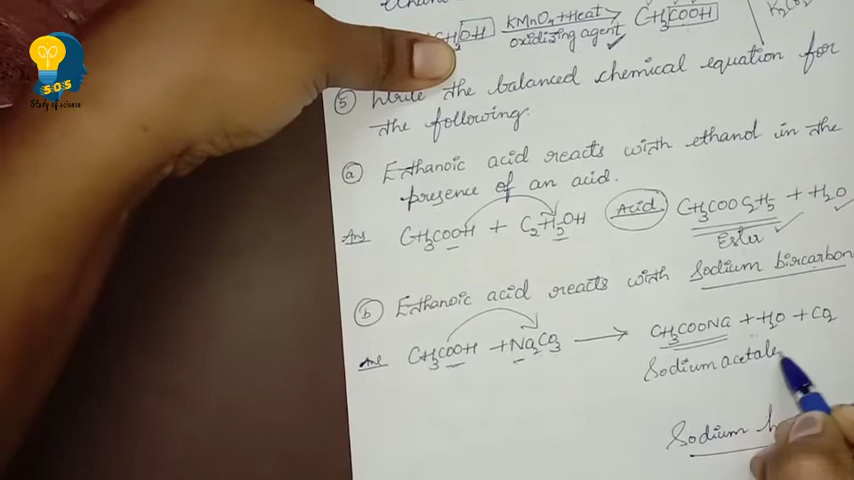 KMnO4+Heat
CH3COOH
oxidizing agent
5 Write the balanced chemical equation for
the following.
a Ethanoic acid reacts with ethanol in the
presence of an acid.
Ans CH3COOH + C2H5OH Acid CH3COOC2H5 + H2O
Ester
b Ethanoic acid reacts with Sodium bircarbon
Ans CH3COOH + Na2CO3 → CH3COONa + H2O + CO2
Sodium acetate
Sodium
SOS
Study of science